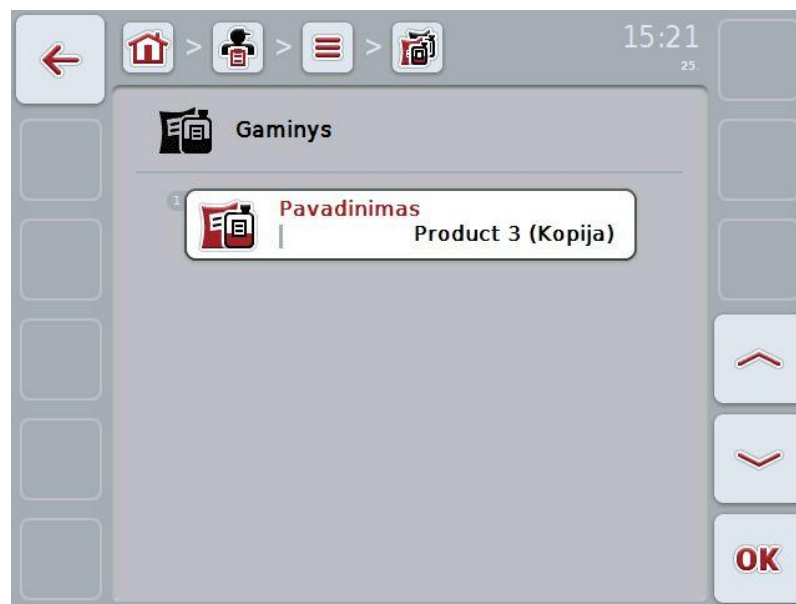 > > >
15:21
25.
Gaminys
1
Pavadinimas
Product 3 (Kopija)
OK